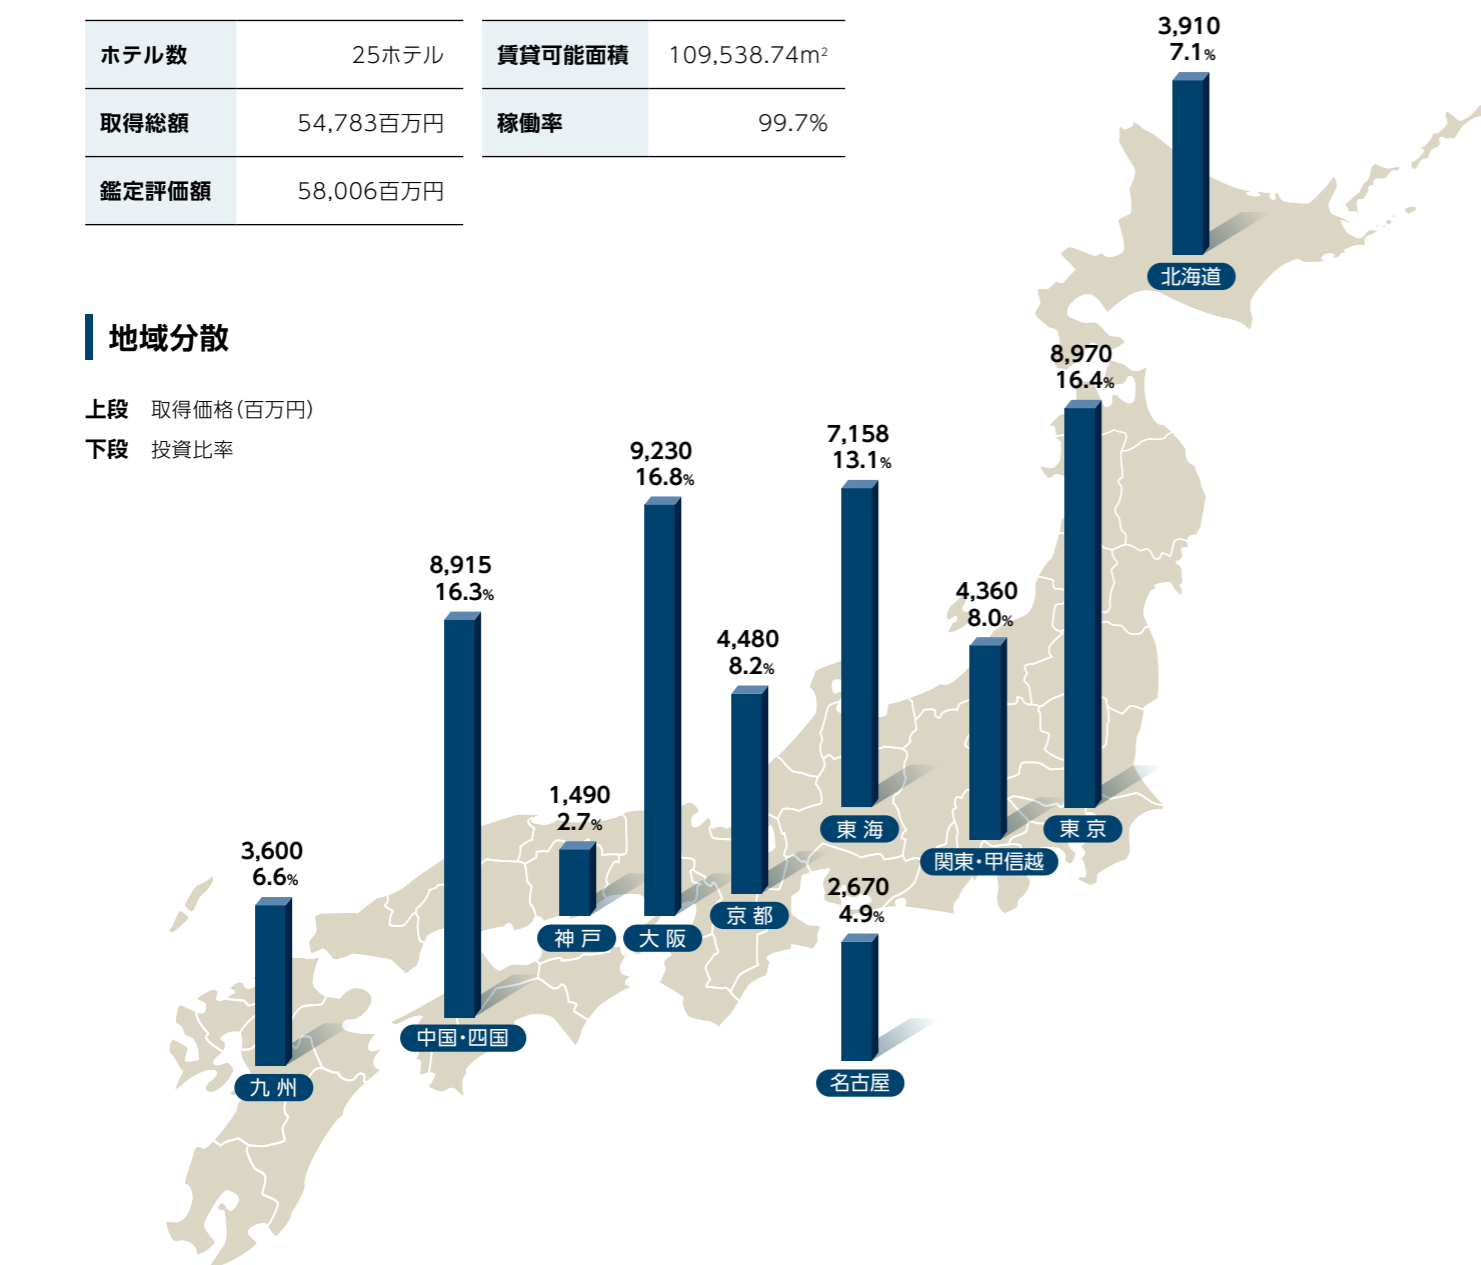 ホテル数 25ホテル
取得総額 54,783百万円
鑑定評価額 58,006百万円
賃貸可能面積 109,538.74m²
稼働率 99.7%
地域分散
上段 取得価格(百万円)
下段 投資比率
3,910
7.1%
北海道
8,970
16.4%
東京
7,158
13.1%
東海
4,360
8.0%
関東・甲信越
9,230
16.8%
大阪
4,480
8.2%
京都
8,915
16.3%
中国・四国
1,490
2.7%
神戸
2,670
4.9%
名古屋
3,600
6.6%
九州